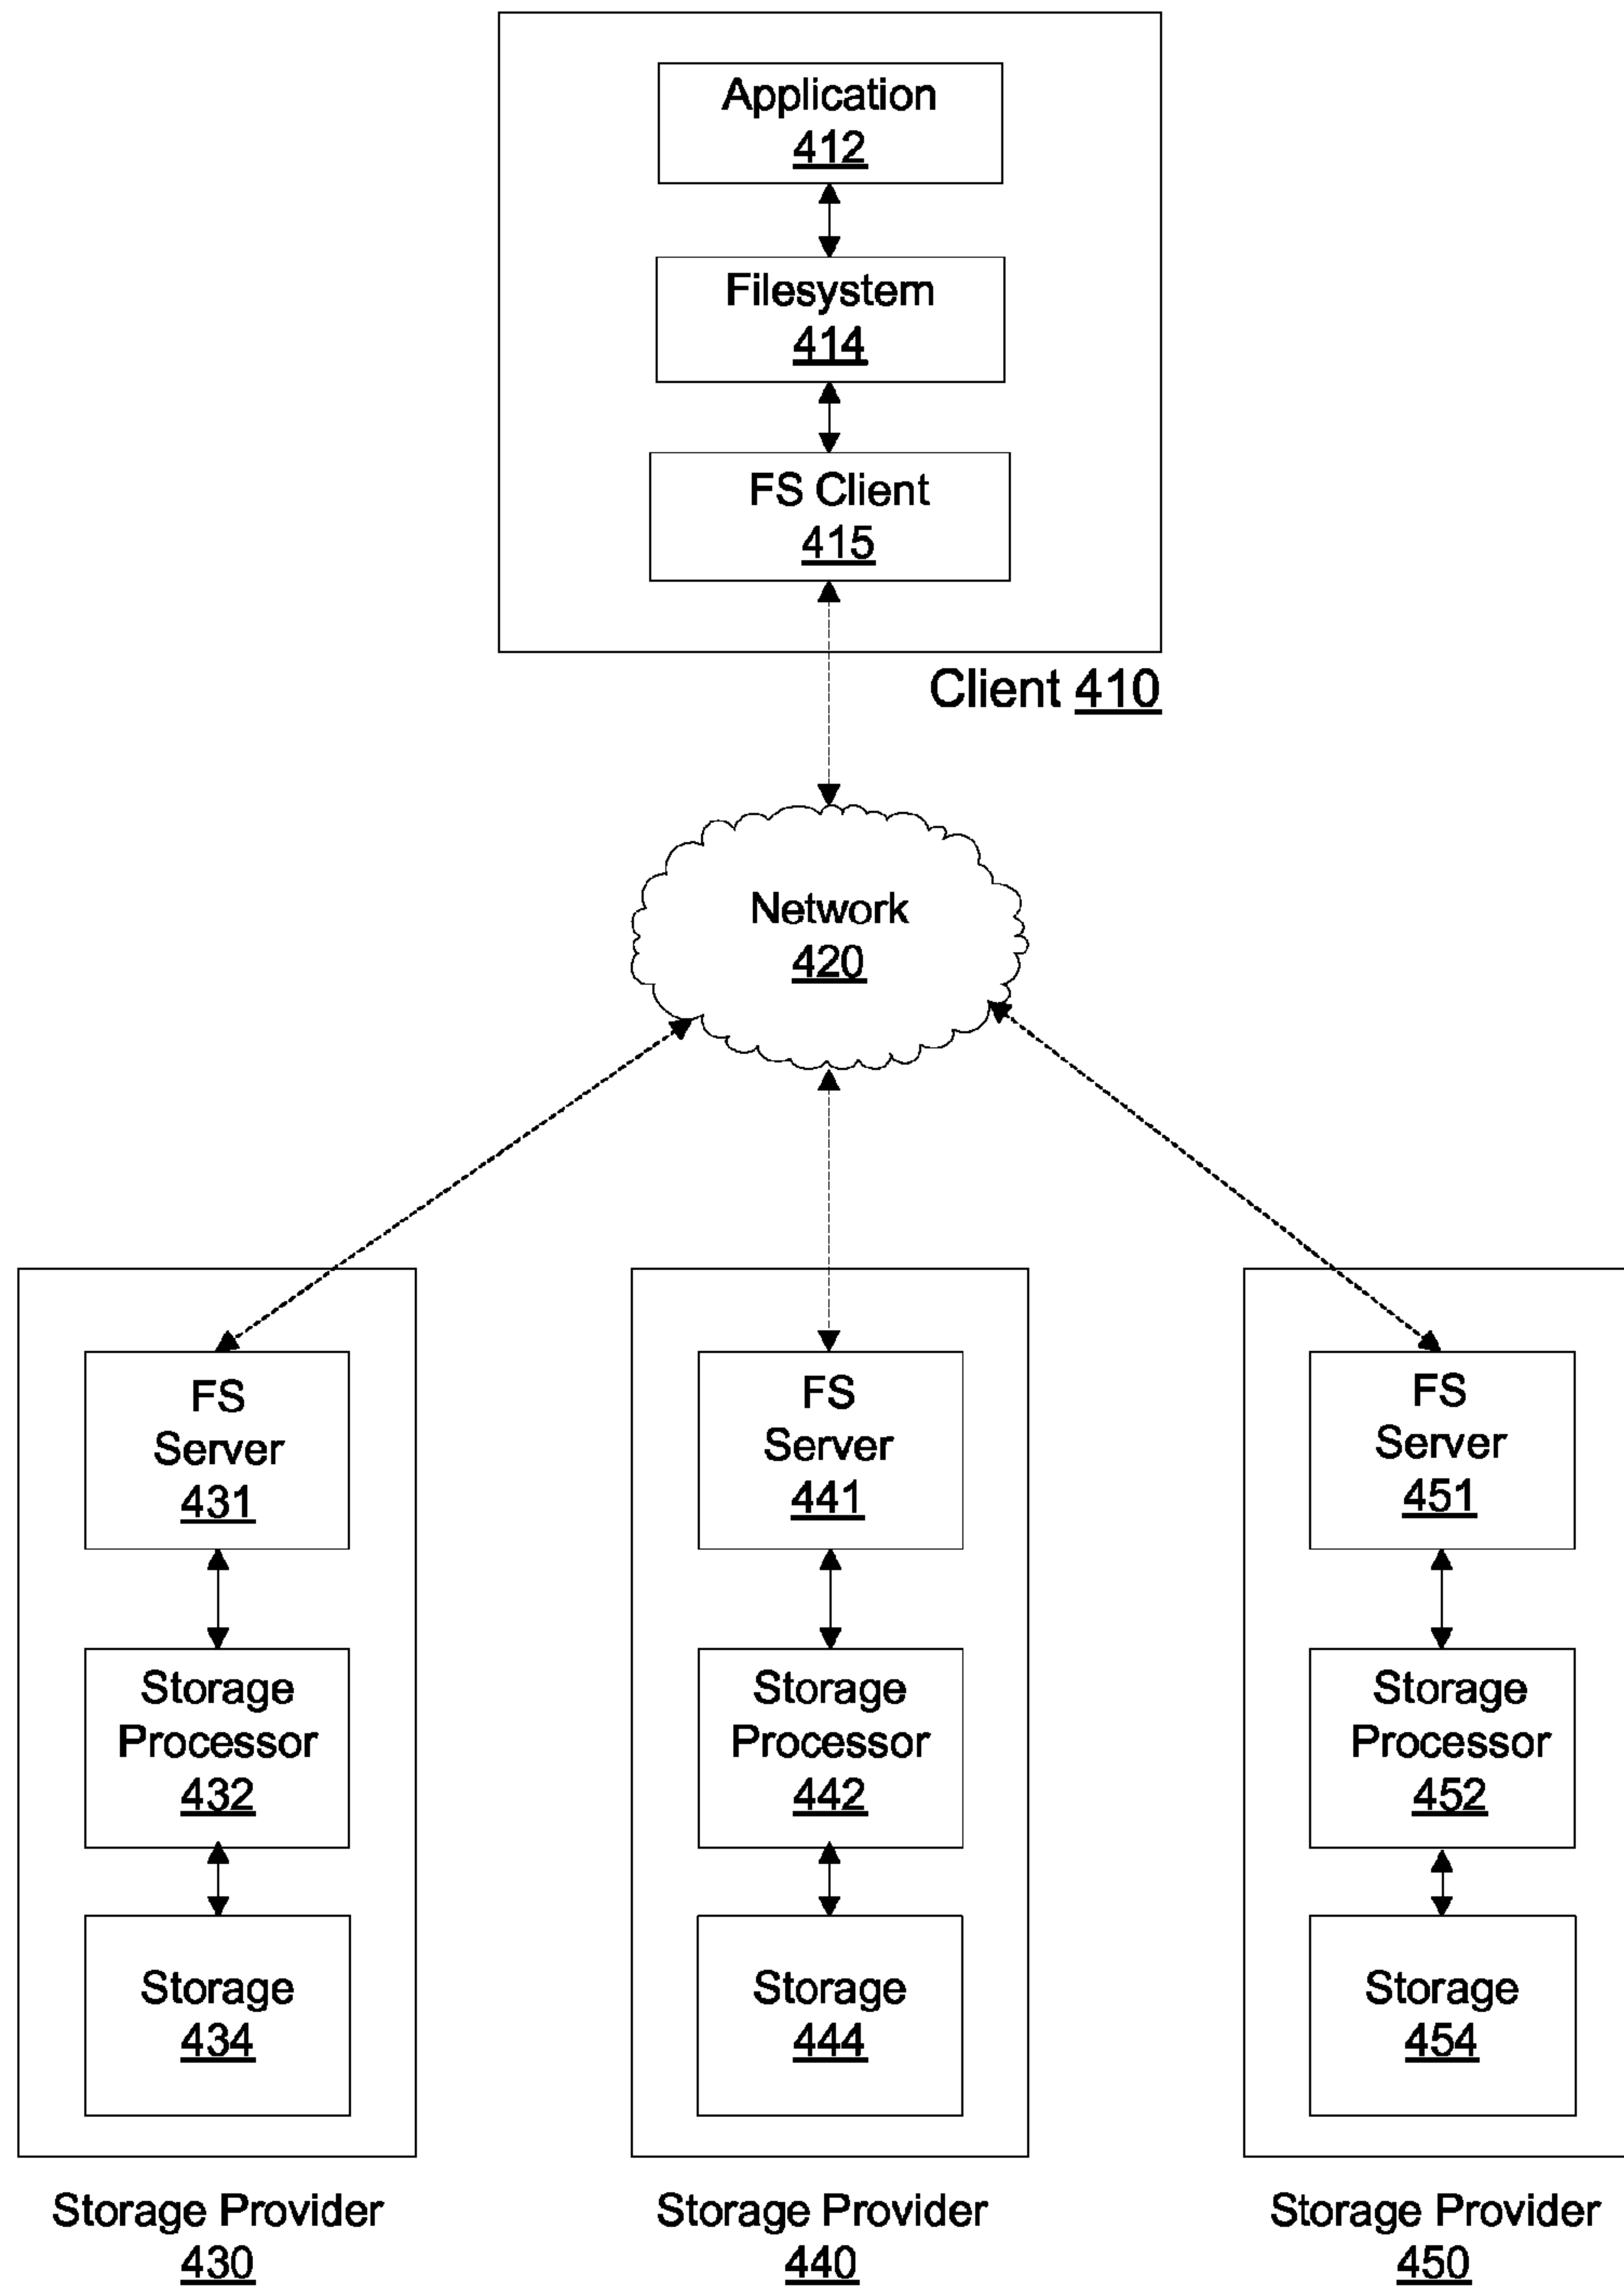 Application
412
Filesystem
414
FS Client
415
Client 410
Network
420
FS
Server
431
Storage
Processor
432
Storage
434
Storage Provider
430
FS
Server
441
Storage
Processor
442
Storage
444
Storage Provider
440
FS
Server
451
Storage
Processor
452
Storage
454
Storage Provider
450